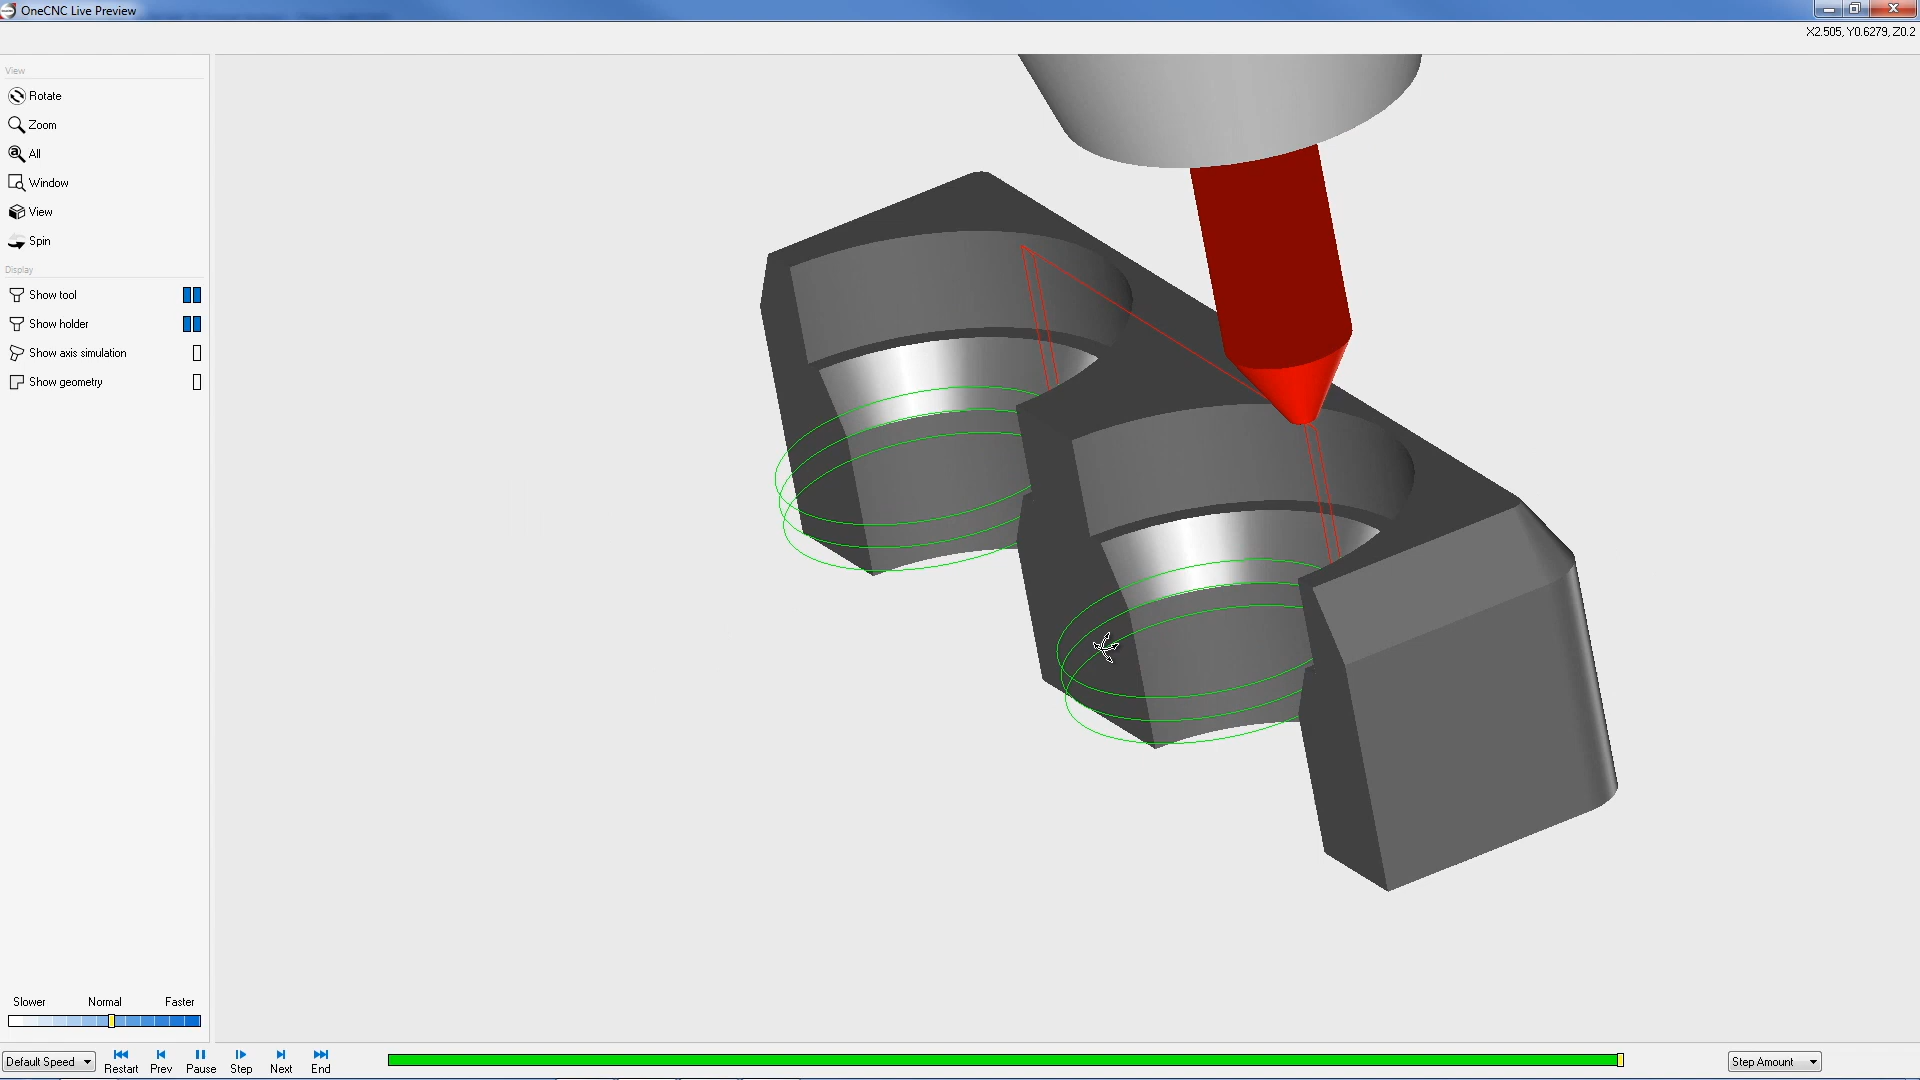 OneCNC Live Preview
X2.505, Y0.6279, Z0.2
View
Rotate
Zoom
All
Window
View
Spin
Display
Show tool
Show holder
Show axis simulation
Show geometry
Slower Normal Faster
Default Speed Restart Prev Pause Step Next End Step Amount